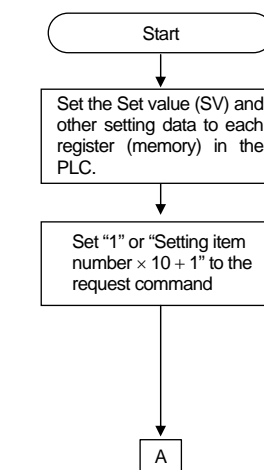 Start
Set the Set value (SV) and
other setting data to each
register (memory) in the
PLC.
Set “1” or “Setting item
number × 10 + 1” to the
request command
A